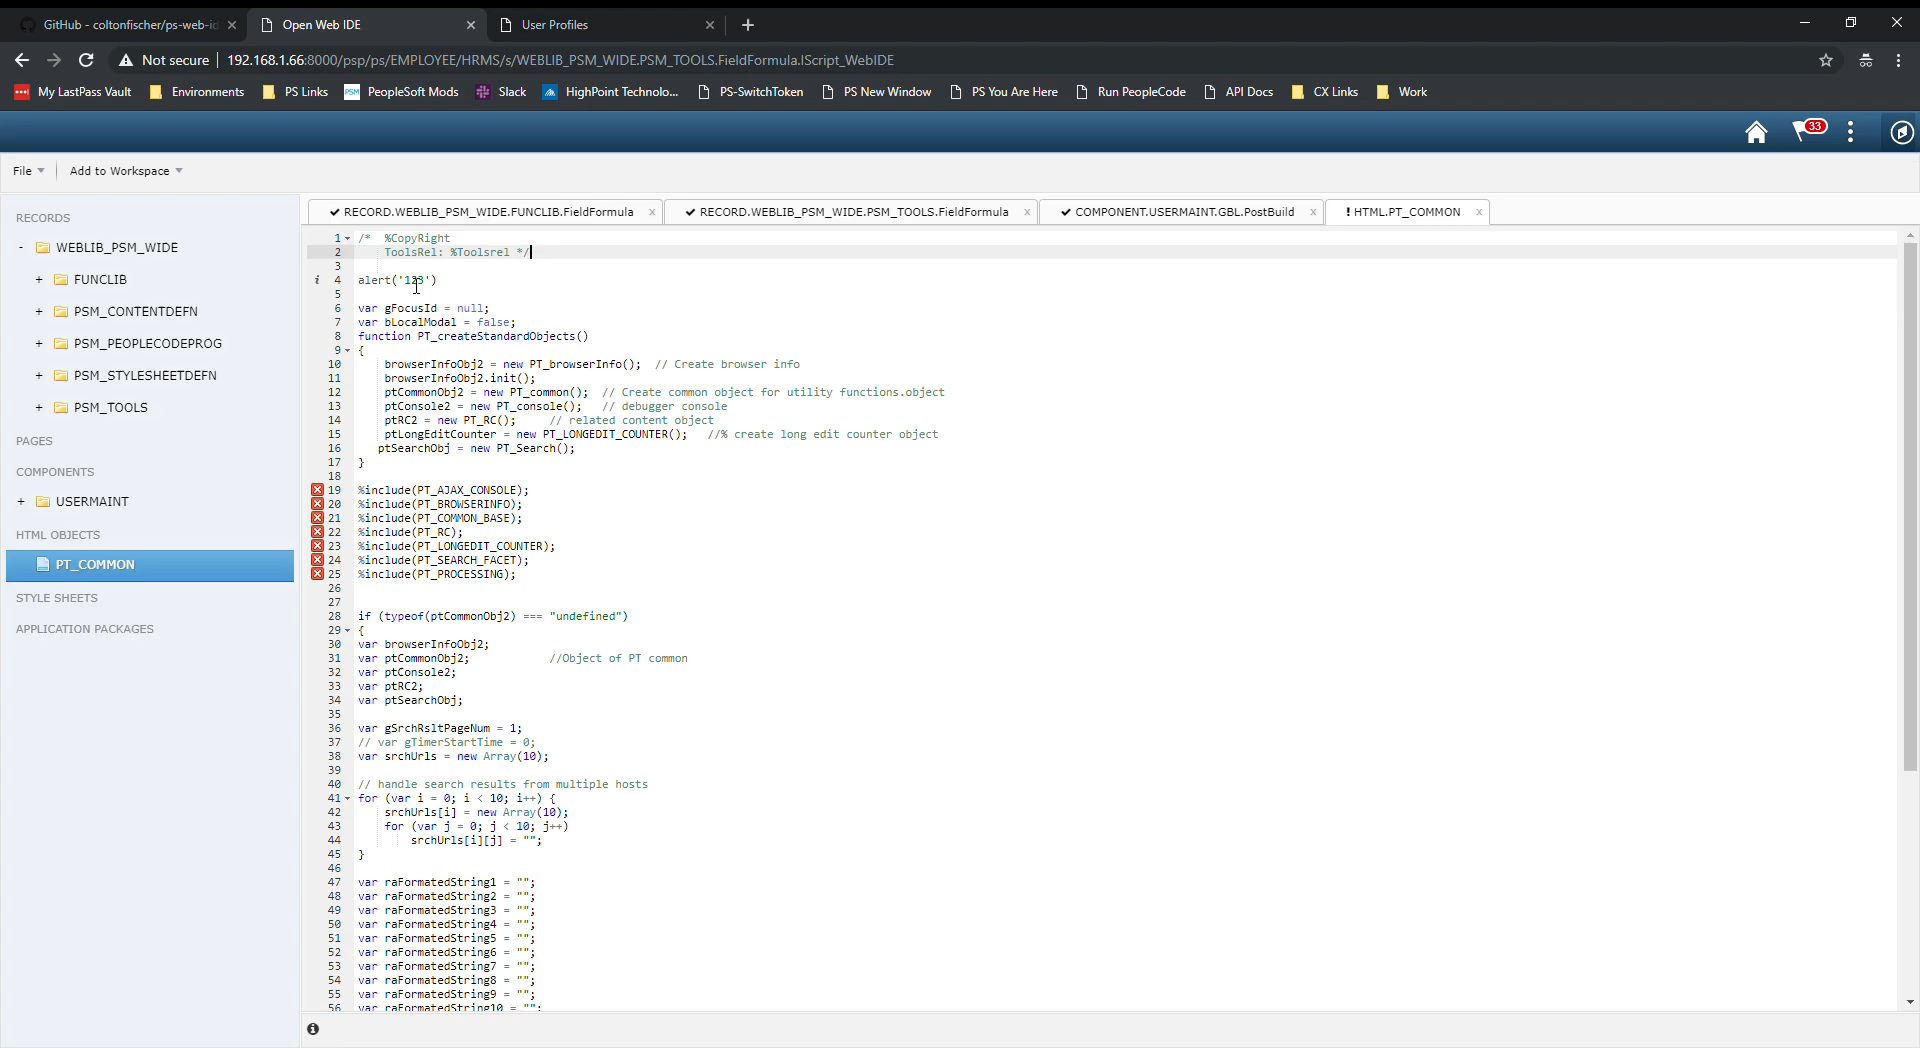 GitHub - coltonfischer/ps-web-id
Open Web IDE
User Profiles
Not secure
192.168.1.66:8000/psp/ps/EMPLOYEE/HRMS/s/WEBLIB_PSM_WIDE.PSM_TOOLS.FieldFormula.IScript_WebIDE
My LastPass Vault
Environments
PS Links
PSM
PeopleSoft Mods
Slack
HighPoint Technolo...
PS-SwitchToken
PS New Window
PS You Are Here
Run PeopleCode
API Docs
CX Links
Work
33
File
Add to Workspace
RECORDS
- WEBLIB_PSM_WIDE
+ FUNCLIB
+ PSM_CONTENTDEFN
+ PSM_PEOPLECODEPROG
+ PSM_STYLESHEETDEFN
+ PSM_TOOLS
PAGES
COMPONENTS
+ USERMAINT
HTML OBJECTS
PT_COMMON
STYLE SHEETS
APPLICATION PACKAGES
RECORD.WEBLIB_PSM_WIDE.FUNCLIB.FieldFormula
RECORD.WEBLIB_PSM_WIDE.PSM_TOOLS.FieldFormula
COMPONENT.USERMAINT.GBL.PostBuild
! HTML.PT_COMMON
1 /* %CopyRight
2 ToolsRel: %Toolsrel */
3
i 4 alert('123')
5
6 var gFocusId = null;
7 var bLocalModal = false;
8 function PT_createStandardObjects()
9 {
10 browserInfoObj2 = new PT_browserInfo(); // Create browser info
11 browserInfoObj2.init();
12 ptCommonObj2 = new PT_common(); // Create common object for utility functions.object
13 ptConsole2 = new PT_console(); // debugger console
14 ptRC2 = new PT_RC(); // related content object
15 ptLongEditCounter = new PT_LONGEDIT_COUNTER(); //% create long edit counter object
16 ptSearchObj = new PT_Search();
17 }
18
19 %include(PT_AJAX_CONSOLE);
20 %include(PT_BROWSERINFO);
21 %include(PT_COMMON_BASE);
22 %include(PT_RC);
23 %include(PT_LONGEDIT_COUNTER);
24 %include(PT_SEARCH_FACET);
25 %include(PT_PROCESSING);
26
27
28 if (typeof(ptCommonObj2) === "undefined")
29 {
30 var browserInfoObj2;
31 var ptCommonObj2; //Object of PT common
32 var ptConsole2;
33 var ptRC2;
34 var ptSearchObj;
35
36 var gSrchRsltPageNum = 1;
37 // var gTimerStartTime = 0;
38 var srchUrls = new Array(10);
39
40 // handle search results from multiple hosts
41 for (var i = 0; i < 10; i++) {
42 srchUrls[i] = new Array(10);
43 for (var j = 0; j < 10; j++)
44 srchUrls[i][j] = "";
45 }
46
47 var raFormatedString1 = "";
48 var raFormatedString2 = "";
49 var raFormatedString3 = "";
50 var raFormatedString4 = "";
51 var raFormatedString5 = "";
52 var raFormatedString6 = "";
53 var raFormatedString7 = "";
54 var raFormatedString8 = "";
55 var raFormatedString9 = "";
56 var raFormatedString10 = "";